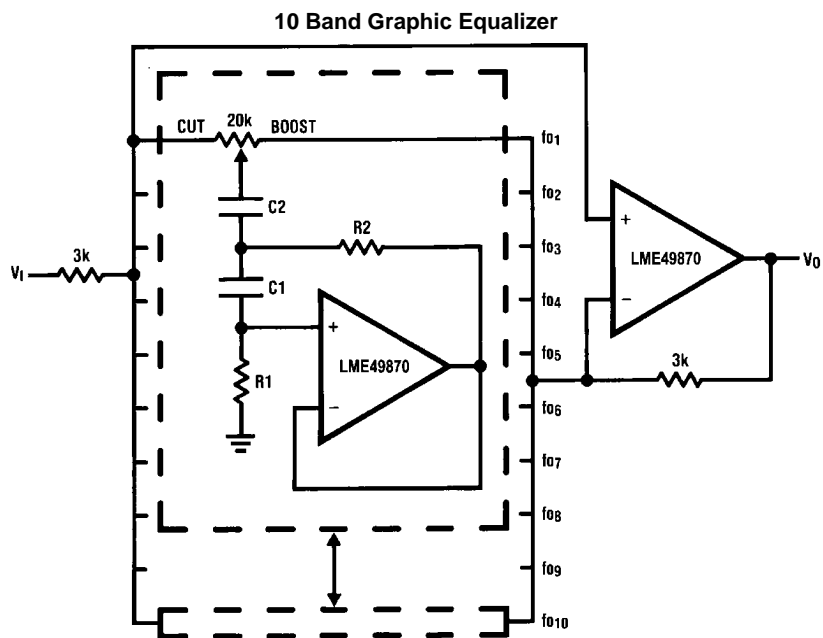 10 Band Graphic Equalizer
CUT 20k BOOST
fo1
fo2
C2
R2
fo3
3k
VI
LME49870
VO
C1
fo4
+
-
+
-
LME49870
fo5
R1
3k
fo6
fo7
fo8
fo9
fo10